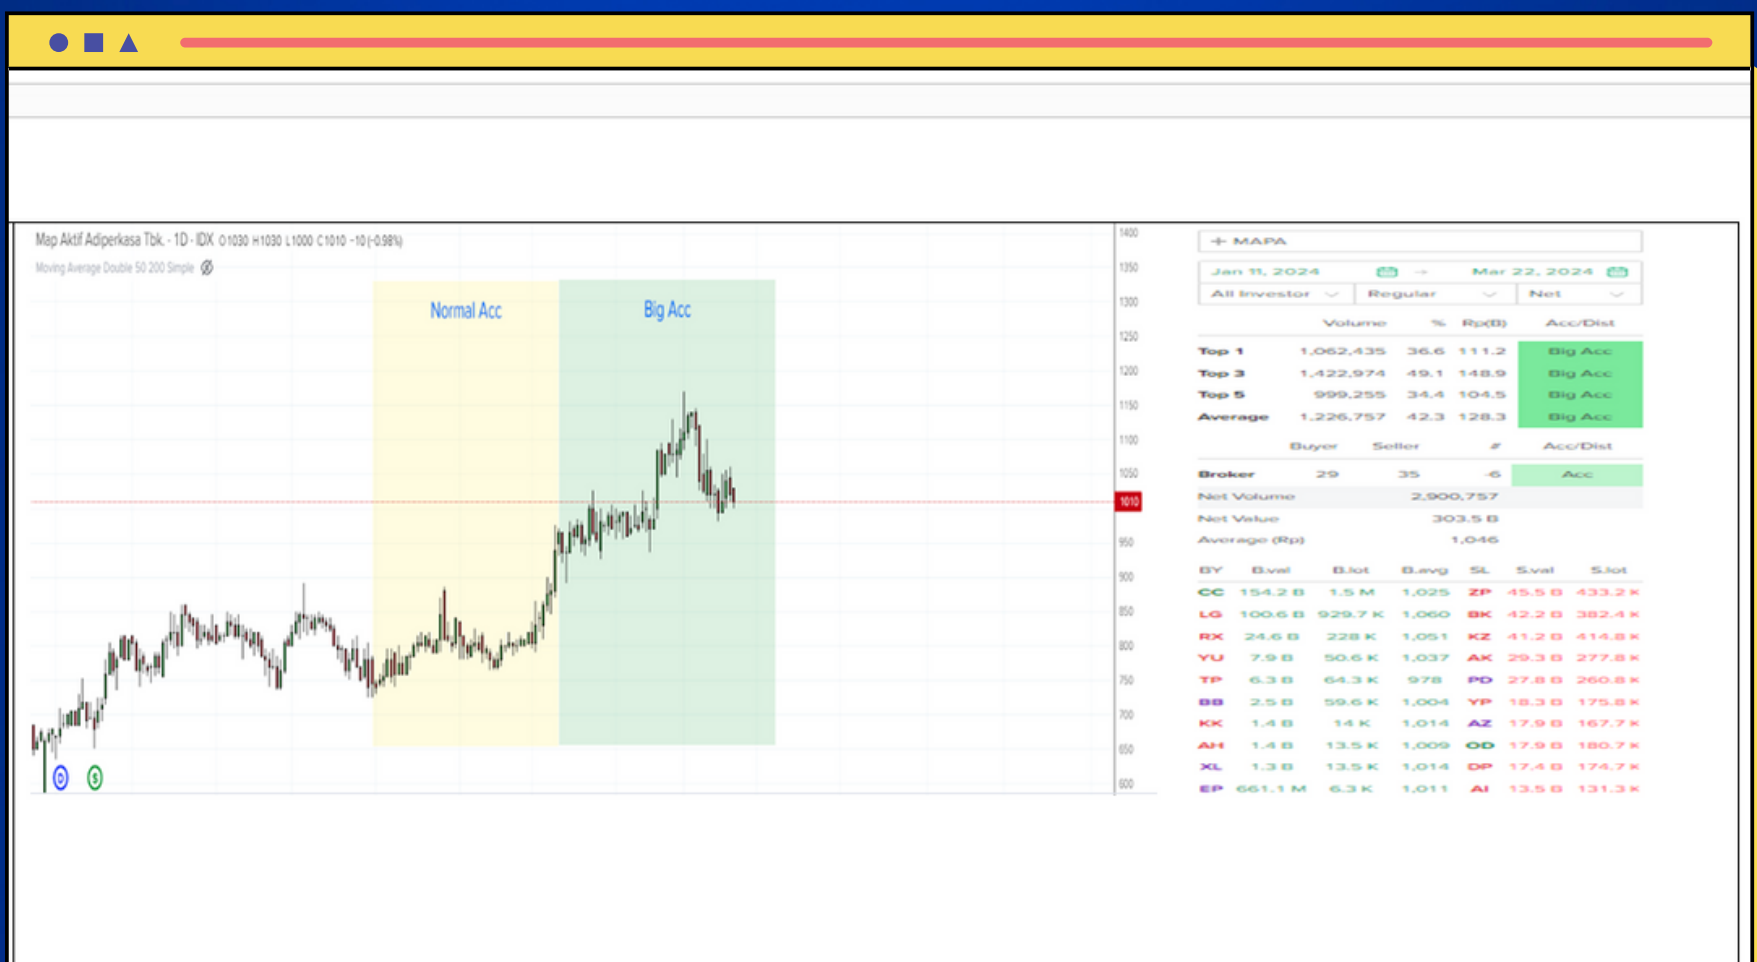 Map Aktif Adiperkasa Tbk. · 1D · IDX O1030 H1030 L1000 C1010 −10 (−0.98%)
Moving Average Double 50 200 Simple
Normal Acc
Big Acc
1400
1350
1300
1250
1200
1150
1100
1050
1010
950
900
850
800
750
700
650
600
D
$
+ MAPA
Jan 11, 2024 → Mar 22, 2024
All Investor Regular Net
Volume % Rp(B) Acc/Dist
Top 1 1,062,435 36.6 111.2 Big Acc
Top 3 1,422,974 49.1 148.9 Big Acc
Top 5 999,255 34.4 104.5 Big Acc
Average 1,226,757 42.3 128.3 Big Acc
Buyer Seller # Acc/Dist
Broker 29 35 -6 Acc
Net Volume 2,900,757
Net Value 303.5 B
Average (Rp) 1,046
BY B.val B.lot B.avg SL S.val S.lot
CC 154.2 B 1.5 M 1,025 ZP 45.5 B 433.2 K
LG 100.6 B 929.7 K 1,060 BK 42.2 B 382.4 K
RX 24.6 B 228 K 1,051 KZ 41.2 B 414.8 K
YU 7.9 B 50.6 K 1,037 AK 29.3 B 277.8 K
TP 6.3 B 64.3 K 978 PD 27.8 B 260.8 K
BB 2.5 B 59.6 K 1,004 YP 18.3 B 175.8 K
KK 1.4 B 14 K 1,014 AZ 17.9 B 167.7 K
AH 1.4 B 13.5 K 1,009 OD 17.9 B 180.7 K
XL 1.3 B 13.5 K 1,014 DP 17.4 B 174.7 K
EP 661.1 M 6.3 K 1,011 AI 13.5 B 131.3 K